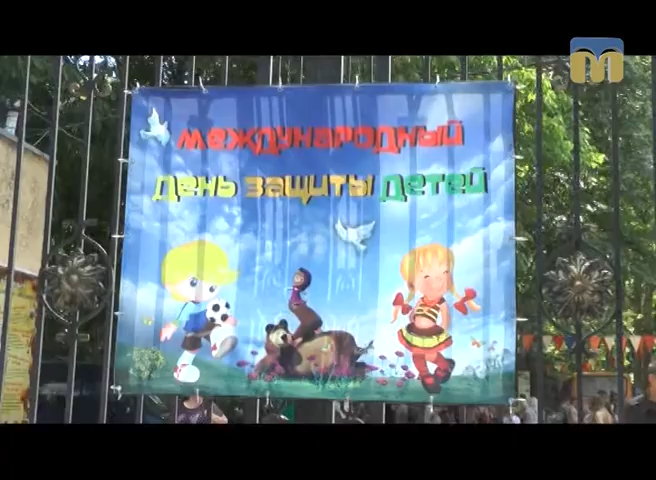 международный
день защиты детей
m